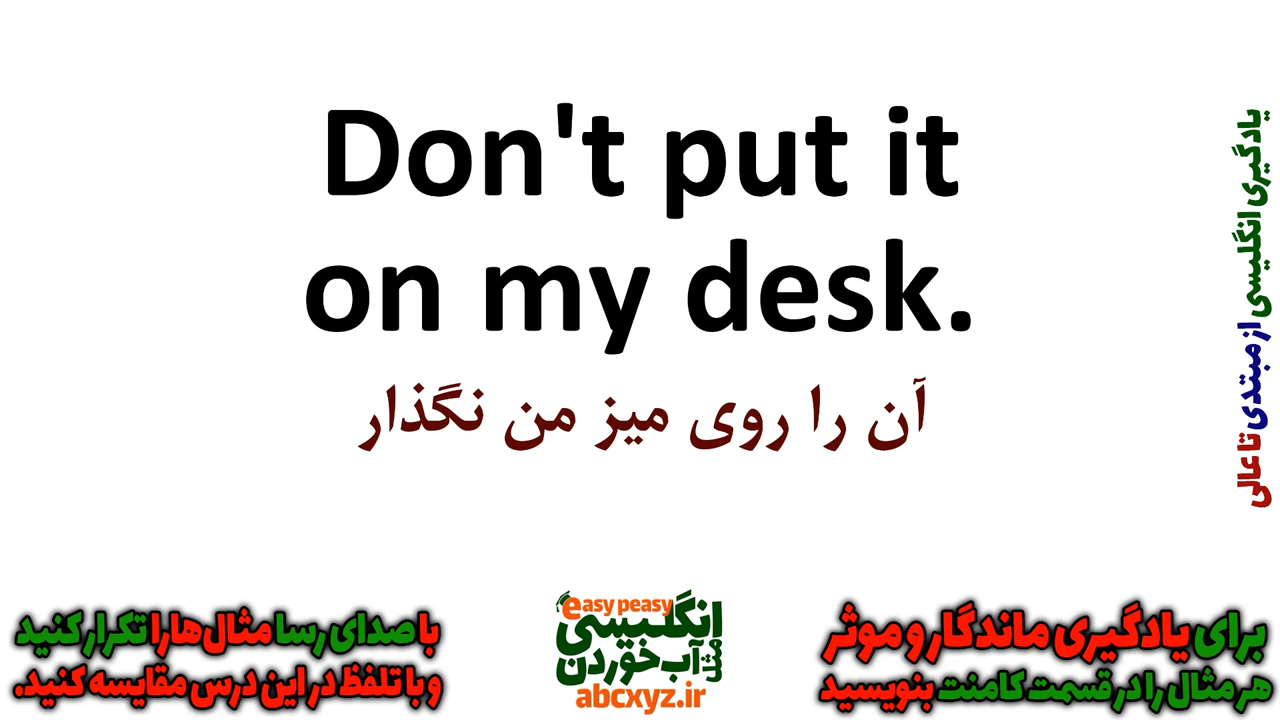 Don't put it
on my desk.
آن را روی میز من نگذار
یادگیری انگلیسی از مبتدی تا عالی
برای یادگیری ماندگار و موثر
هر مثال را در قسمت کامنت بنویسید
easy peasy
انگلیسی
مثل آب خوردن
abcxyz.ir
با صدای رسا مثال‌ها را تکرار کنید
و با تلفظ در این درس مقایسه کنید.